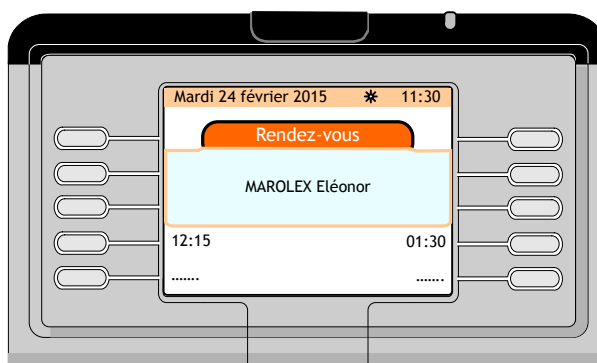 Mardi 24 février 2015 ☼ 11:30
Rendez-vous
MAROLEX Eléonor
12:15 01:30
....... .......